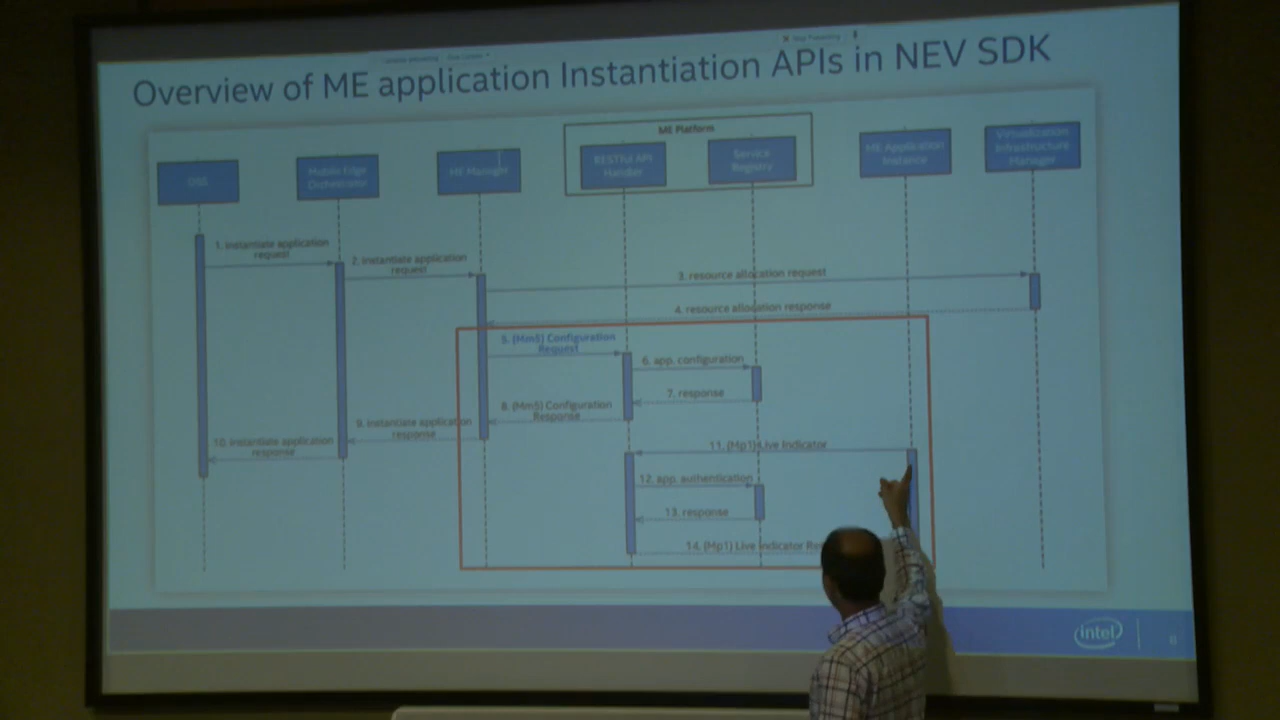 Overview of ME application Instantiation APIs in NEV SDK
ME Platform
OSS
Mobile Edge
Orchestrator
ME Manager
RESTful API
Handler
Service
Registry
ME Application
Instance
Virtualization
Infrastructure
Manager
1. instantiate application
request
2. instantiate application
request
3. resource allocation request
4. resource allocation response
5. (Mm5) Configuration
Request
6. app. configuration
7. response
8. (Mm5) Configuration
Response
9. instantiate application
response
10. instantiate application
response
11. (Mp1) Live Indicator
12. app. authentication
13. response
14. (Mp1) Live Indicator
intel
6